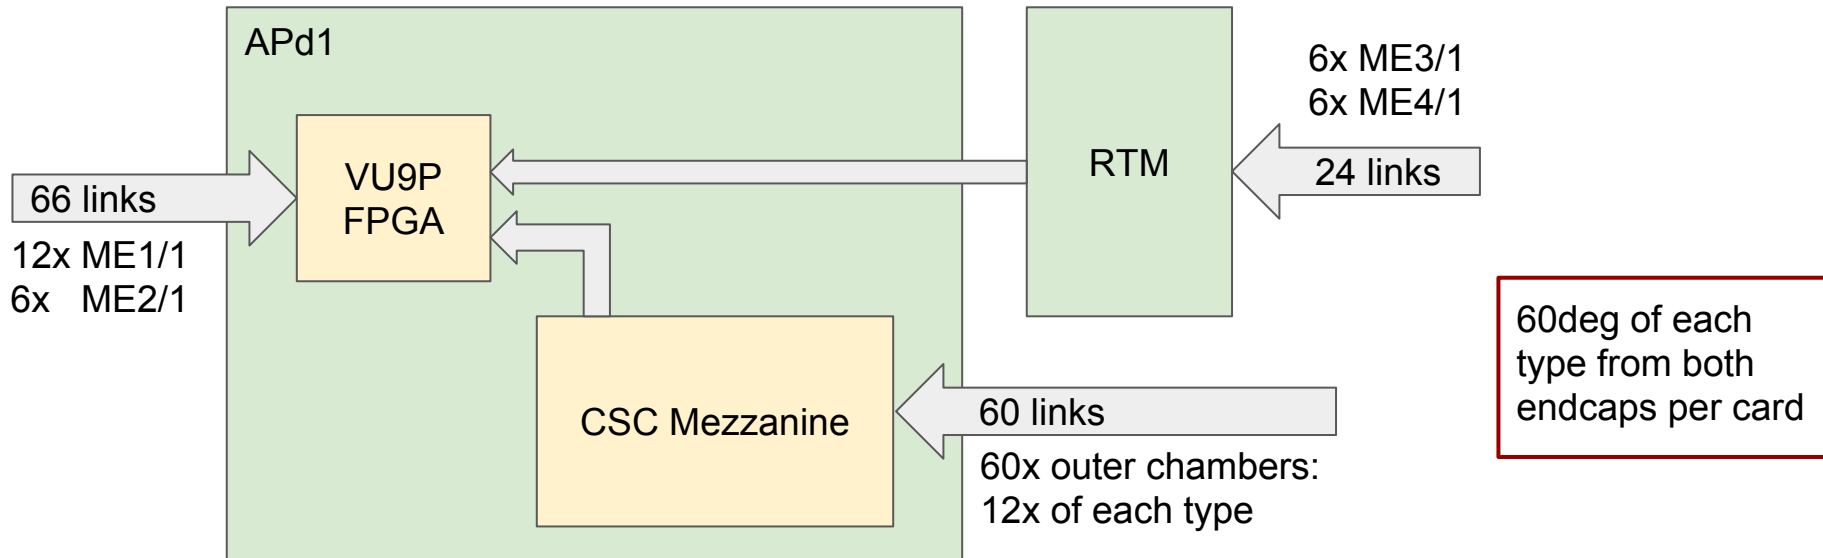 APd1
6x ME3/1
6x ME4/1
VU9P
FPGA
RTM
24 links
66 links
12x ME1/1
6x ME2/1
60deg of each
type from both
endcaps per card
CSC Mezzanine
60 links
60x outer chambers:
12x of each type